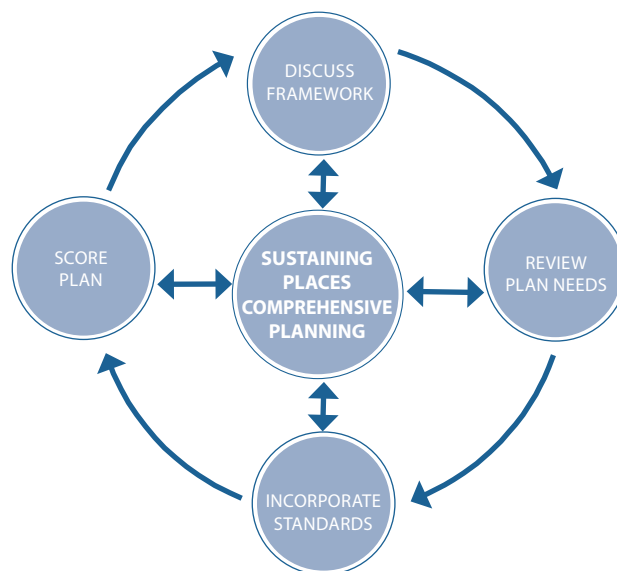 DISCUSS
FRAMEWORK
SCORE
PLAN
SUSTAINING
PLACES
COMPREHENSIVE
PLANNING
REVIEW
PLAN NEEDS
INCORPORATE
STANDARDS